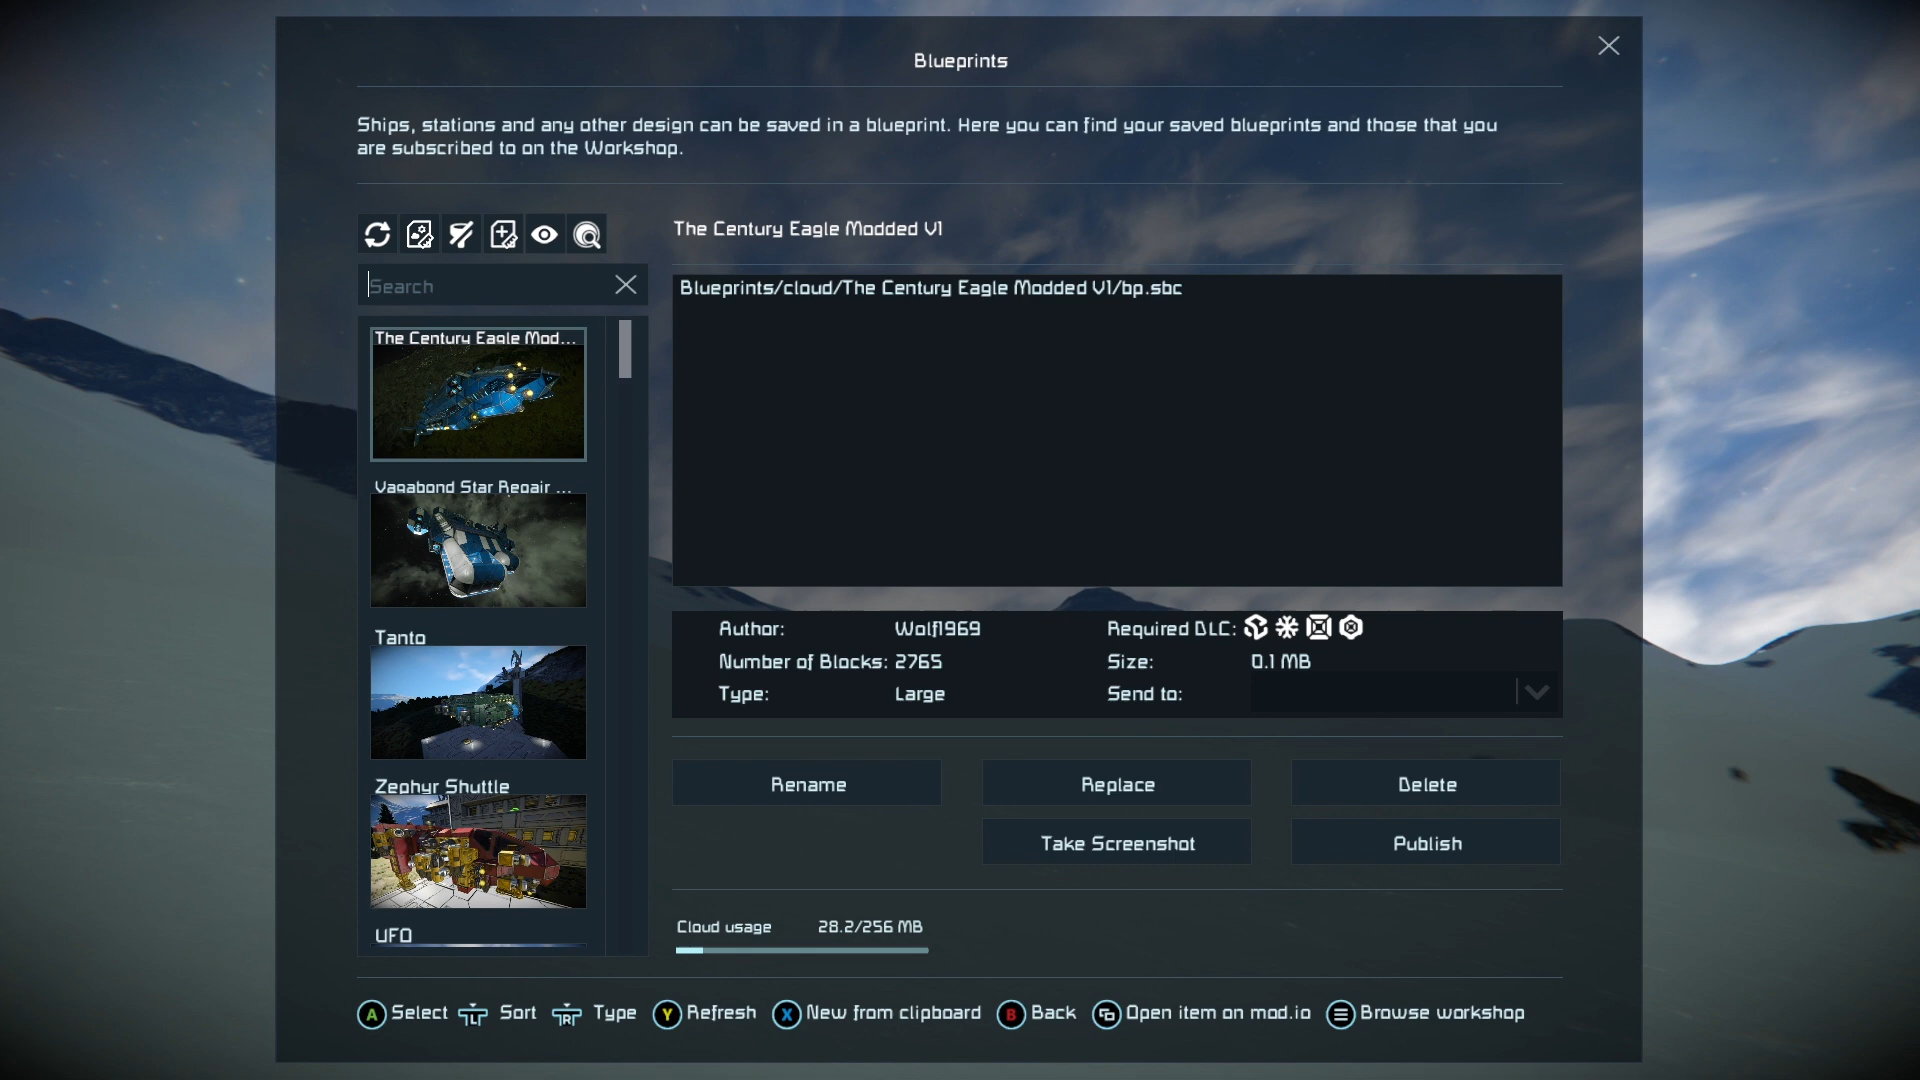 Blueprints
Ships, stations and any other design can be saved in a blueprint. Here you can find your saved blueprints and those that you
are subscribed to on the Workshop.
Search
The Century Eagle Mod...
Vagabond Star Repair ...
Tanto
Zephyr Shuttle
UFO
The Century Eagle Modded V1
Blueprints/cloud/The Century Eagle Modded V1/bp.sbc
Author: Wolf1969
Required DLC:
Number of Blocks: 2765
Size: 0.1 MB
Type: Large
Send to:
Rename
Replace
Delete
Take Screenshot
Publish
Cloud usage 28.2/256 MB
A Select LT Sort RT Type Y Refresh X New from clipboard B Back Open item on mod.io Browse workshop